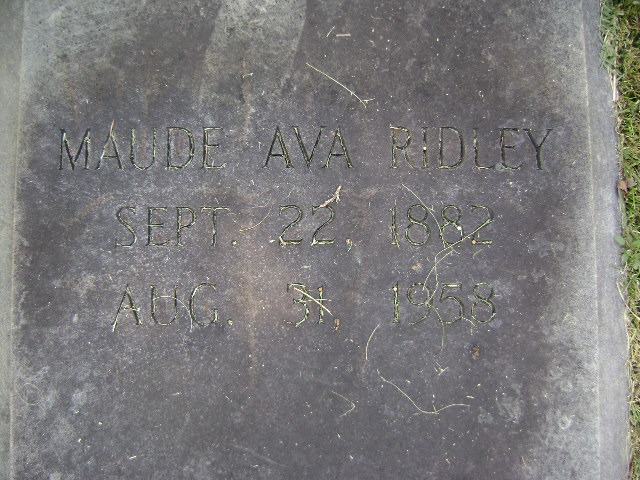 MAUDE AVA RIDLEY
SEPT. 22, 1882
AUG. 31, 1958